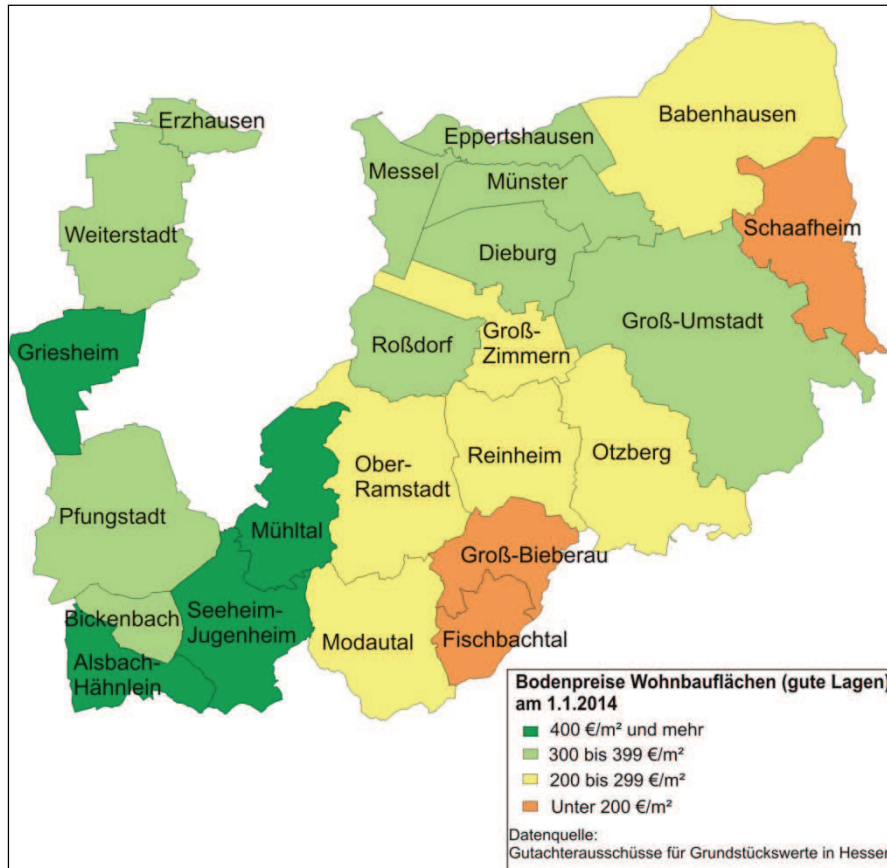 Erzhausen
Eppertshausen
Babenhausen
Messel
Münster
Weiterstadt
Dieburg
Schaafheim
Griesheim
Roßdorf
Groß-
Zimmern
Groß-Umstadt
Ober-
Ramstadt
Reinheim
Otzberg
Pfungstadt
Mühltal
Groß-Bieberau
Bickenbach
Seeheim-
Jugenheim
Modautal
Fischbachtal
Alsbach-
Hähnlein
Bodenpreise Wohnbauflächen (gute Lagen)
am 1.1.2014
400 €/m² und mehr
300 bis 399 €/m²
200 bis 299 €/m²
Unter 200 €/m²
Datenquelle:
Gutachterausschüsse für Grundstückswerte in Hessen